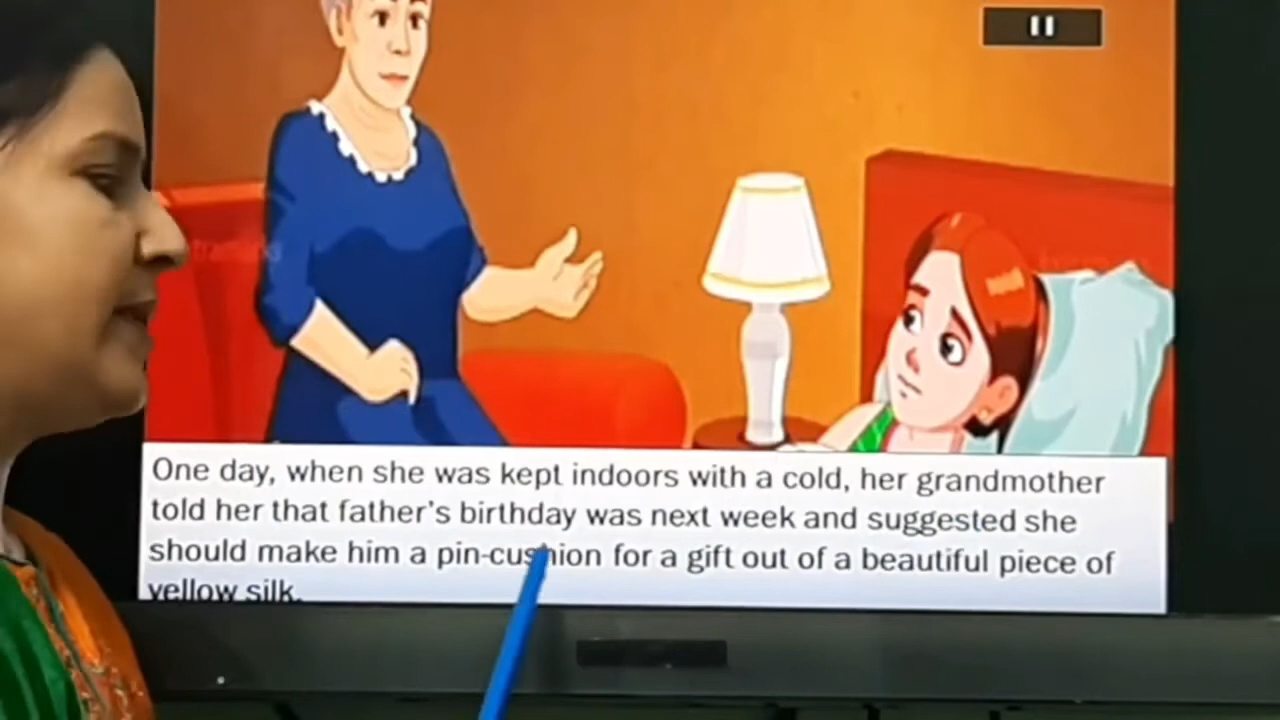 One day, when she was kept indoors with a cold, her grandmother
told her that father's birthday was next week and suggested she
should make him a pin-cushion for a gift out of a beautiful piece of
yellow silk.